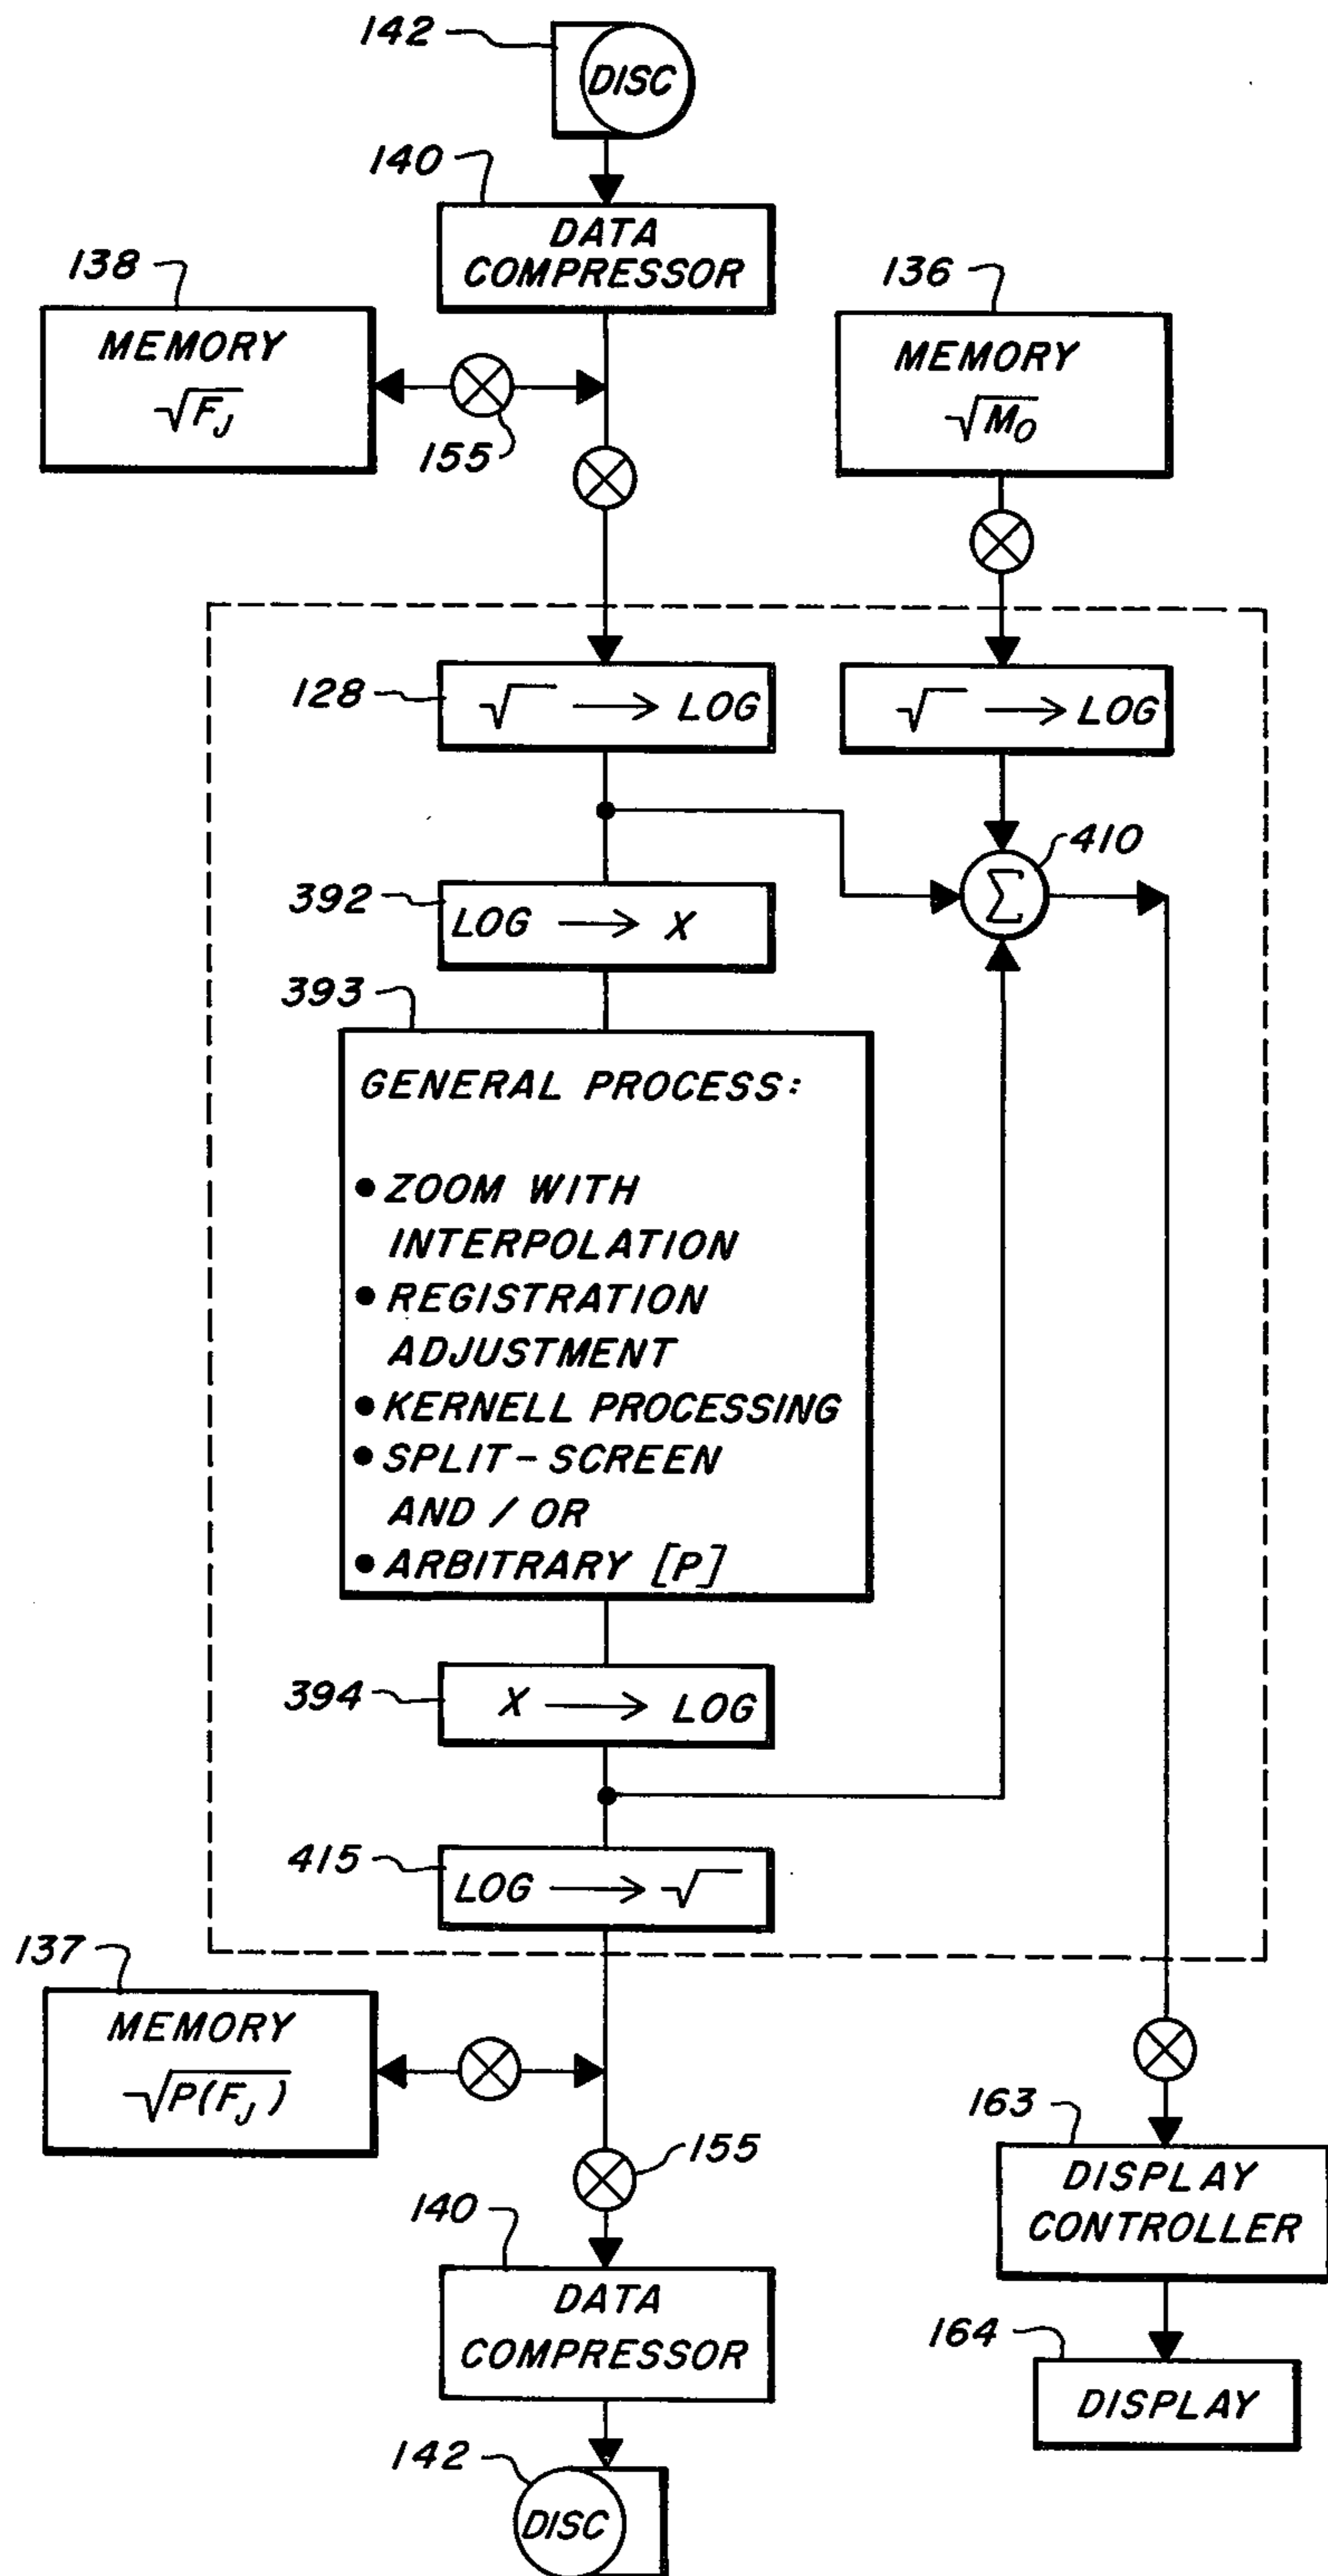 142
DISC
140
DATA
COMPRESSOR
138
MEMORY
√F_J
155
136
MEMORY
√M_O
128
√ → LOG
√ → LOG
410
Σ
392
LOG → X
393
GENERAL PROCESS:
● ZOOM WITH
INTERPOLATION
● REGISTRATION
ADJUSTMENT
● KERNELL PROCESSING
● SPLIT-SCREEN
AND / OR
● ARBITRARY [P]
394
X → LOG
415
LOG → √
137
MEMORY
√P(F_J)
155
140
DATA
COMPRESSOR
142
DISC
163
DISPLAY
CONTROLLER
164
DISPLAY